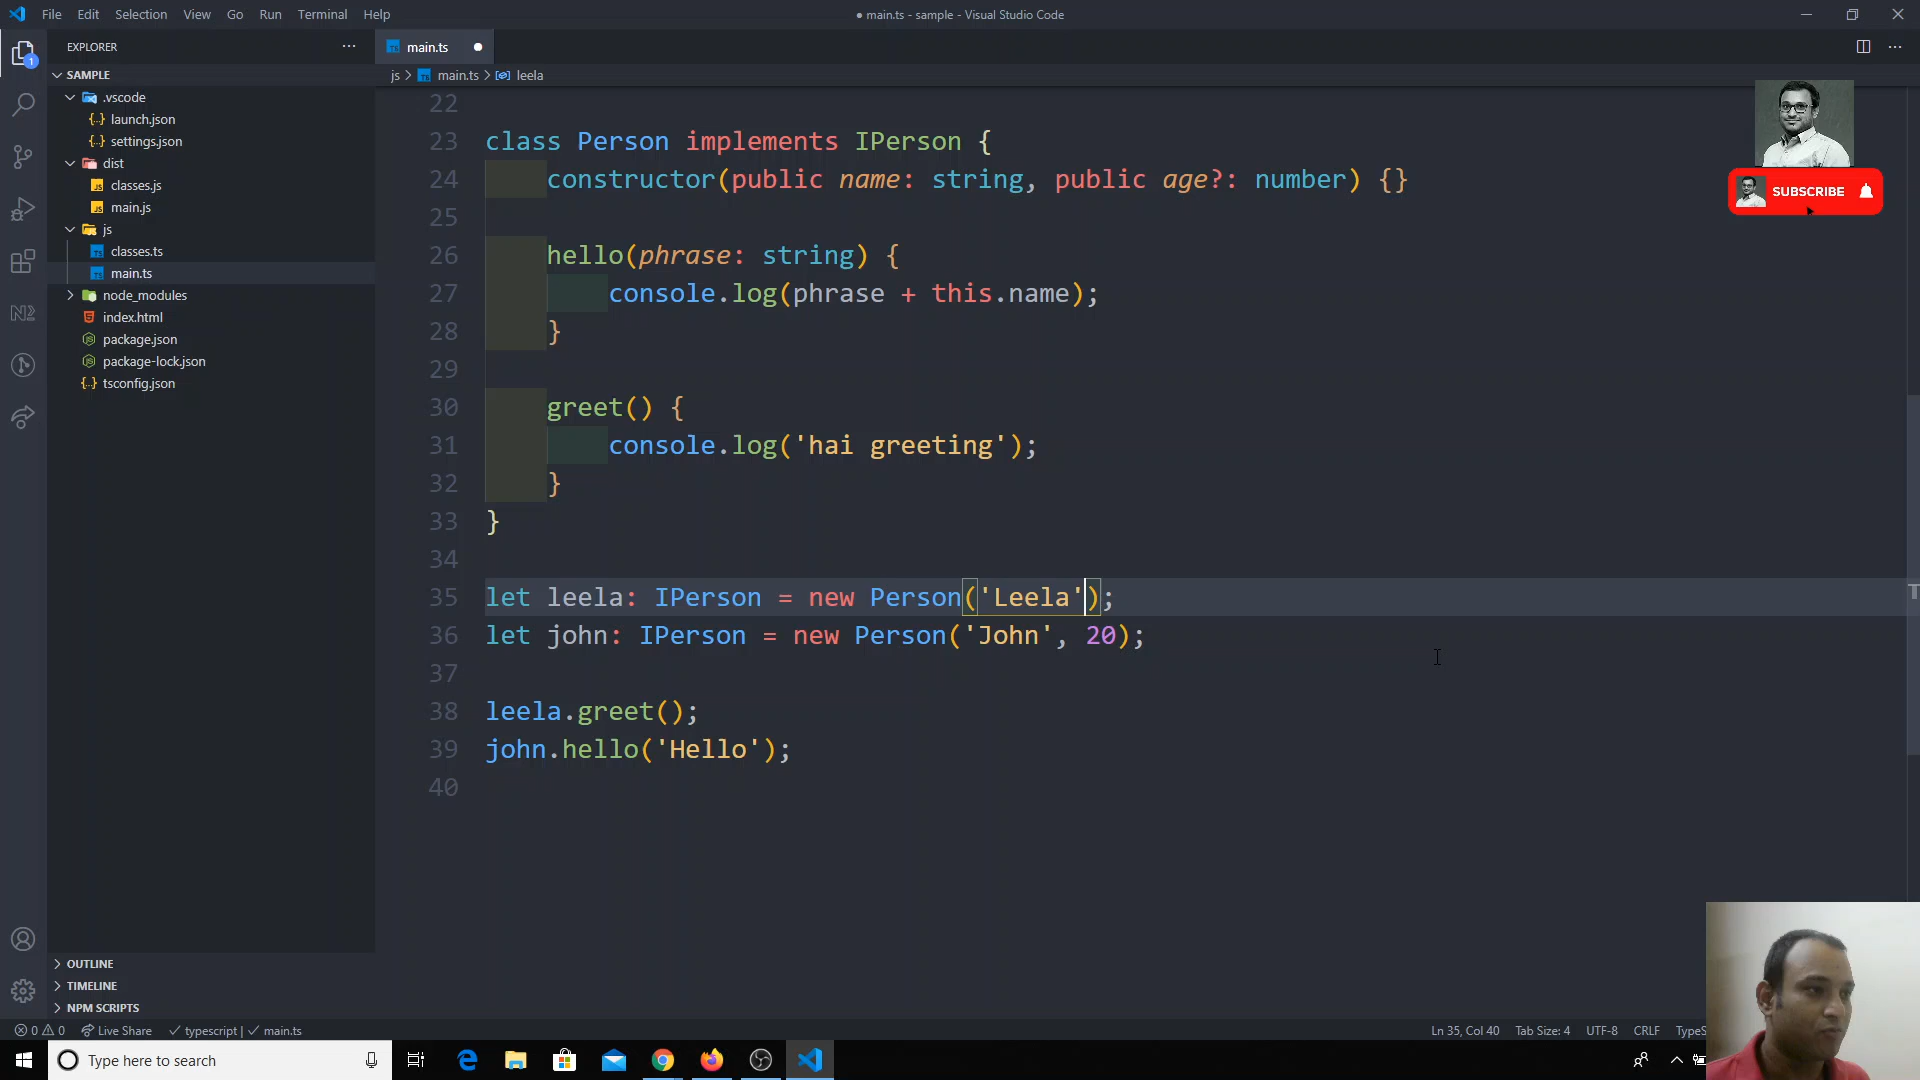 File Edit Selection View Go Run Terminal Help
● main.ts - sample - Visual Studio Code
EXPLORER
main.ts
SAMPLE
js > main.ts > leela
.vscode
launch.json
settings.json
dist
classes.js
main.js
js
classes.ts
main.ts
node_modules
index.html
package.json
package-lock.json
tsconfig.json
OUTLINE
TIMELINE
NPM SCRIPTS
1
22
23 class Person implements IPerson {
24 constructor(public name: string, public age?: number) {}
25
26 hello(phrase: string) {
27 console.log(phrase + this.name);
28 }
29
30 greet() {
31 console.log('hai greeting');
32 }
33 }
34
35 let leela: IPerson = new Person('Leela');
36 let john: IPerson = new Person('John', 20);
37
38 leela.greet();
39 john.hello('Hello');
40
SUBSCRIBE
0 0 Live Share typescript | main.ts
Ln 35, Col 40 Tab Size: 4 UTF-8 CRLF
Type here to search